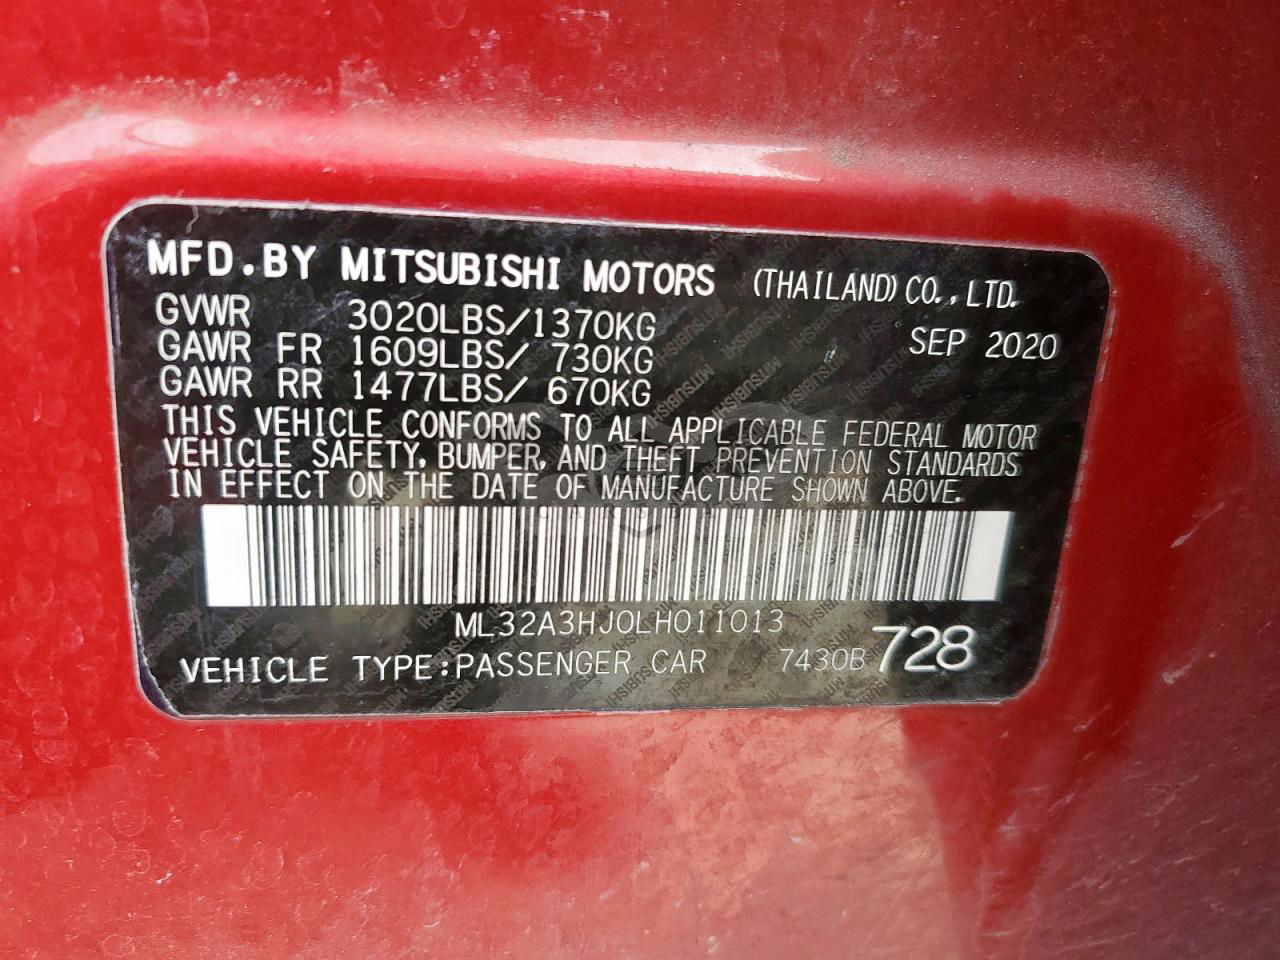 MFD.BY MITSUBISHI MOTORS (THAILAND) CO.,LTD.
GVWR 3020LBS/1370KG SEP 2020
GAWR FR 1609LBS/ 730KG
GAWR RR 1477LBS/ 670KG
THIS VEHICLE CONFORMS TO ALL APPLICABLE FEDERAL MOTOR
VEHICLE SAFETY, BUMPER, AND THEFT PREVENTION STANDARDS
IN EFFECT ON THE DATE OF MANUFACTURE SHOWN ABOVE.
ML32A3HJ0LH011013
VEHICLE TYPE:PASSENGER CAR 7430B 728